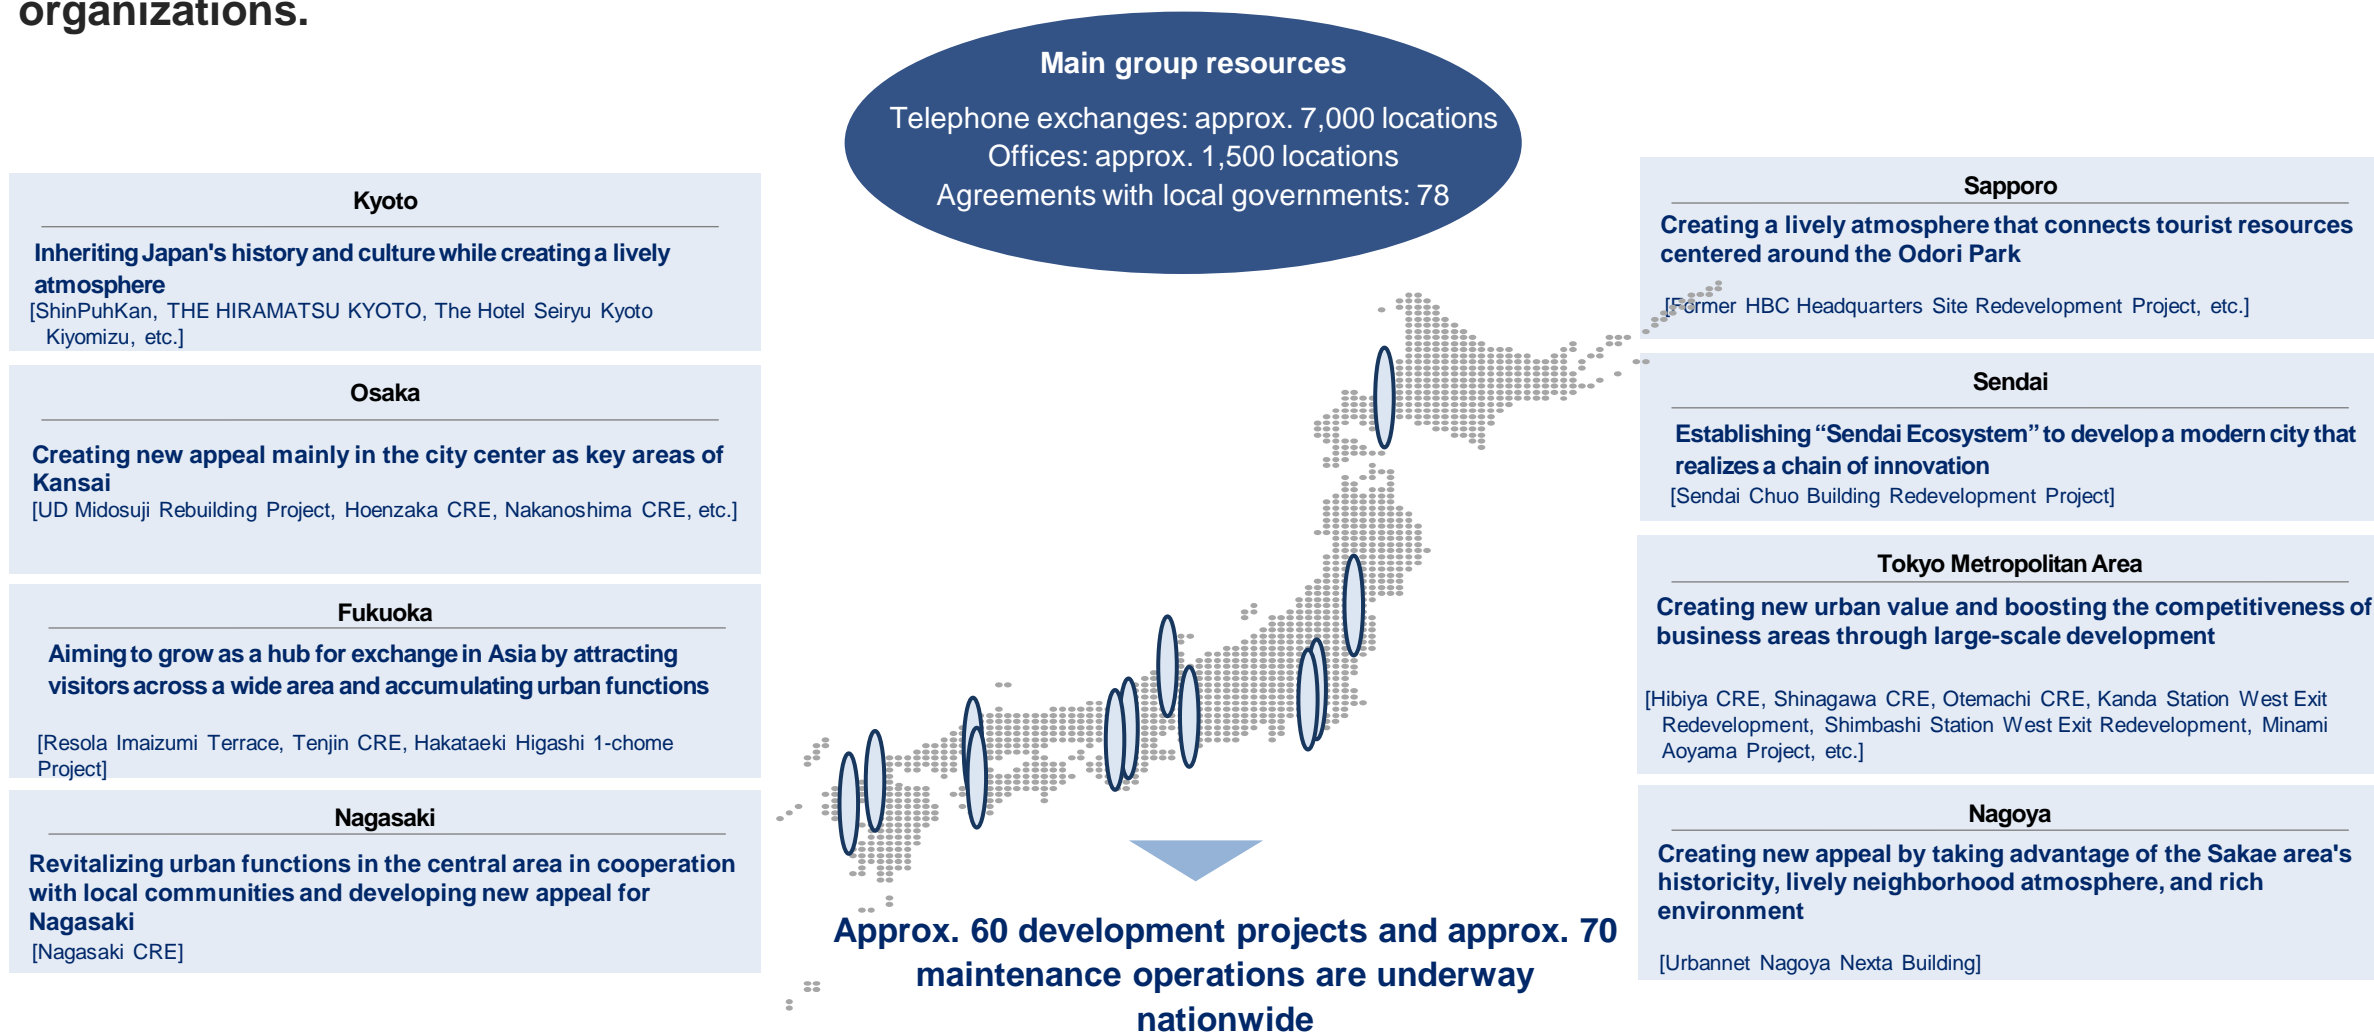 organizations.
Main group resources
Telephone exchanges: approx. 7,000 locations
Offices: approx. 1,500 locations
Agreements with local governments: 78
Kyoto
Inheriting Japan's history and culture while creating a lively
atmosphere
[ShinPuhKan, THE HIRAMATSU KYOTO, The Hotel Seiryu Kyoto
Kiyomizu, etc.]
Osaka
Creating new appeal mainly in the city center as key areas of
Kansai
[UD Midosuji Rebuilding Project, Hoenzaka CRE, Nakanoshima CRE, etc.]
Fukuoka
Aiming to grow as a hub for exchange in Asia by attracting
visitors across a wide area and accumulating urban functions
[Resola Imaizumi Terrace, Tenjin CRE, Hakataeki Higashi 1-chome
Project]
Nagasaki
Revitalizing urban functions in the central area in cooperation
with local communities and developing new appeal for
Nagasaki
[Nagasaki CRE]
Sapporo
Creating a lively atmosphere that connects tourist resources
centered around the Odori Park
[Former HBC Headquarters Site Redevelopment Project, etc.]
Sendai
Establishing “Sendai Ecosystem” to develop a modern city that
realizes a chain of innovation
[Sendai Chuo Building Redevelopment Project]
Tokyo Metropolitan Area
Creating new urban value and boosting the competitiveness of
business areas through large-scale development
[Hibiya CRE, Shinagawa CRE, Otemachi CRE, Kanda Station West Exit
Redevelopment, Shimbashi Station West Exit Redevelopment, Minami
Aoyama Project, etc.]
Nagoya
Creating new appeal by taking advantage of the Sakae area's
historicity, lively neighborhood atmosphere, and rich
environment
[Urbannet Nagoya Nexta Building]
Approx. 60 development projects and approx. 70
maintenance operations are underway
nationwide